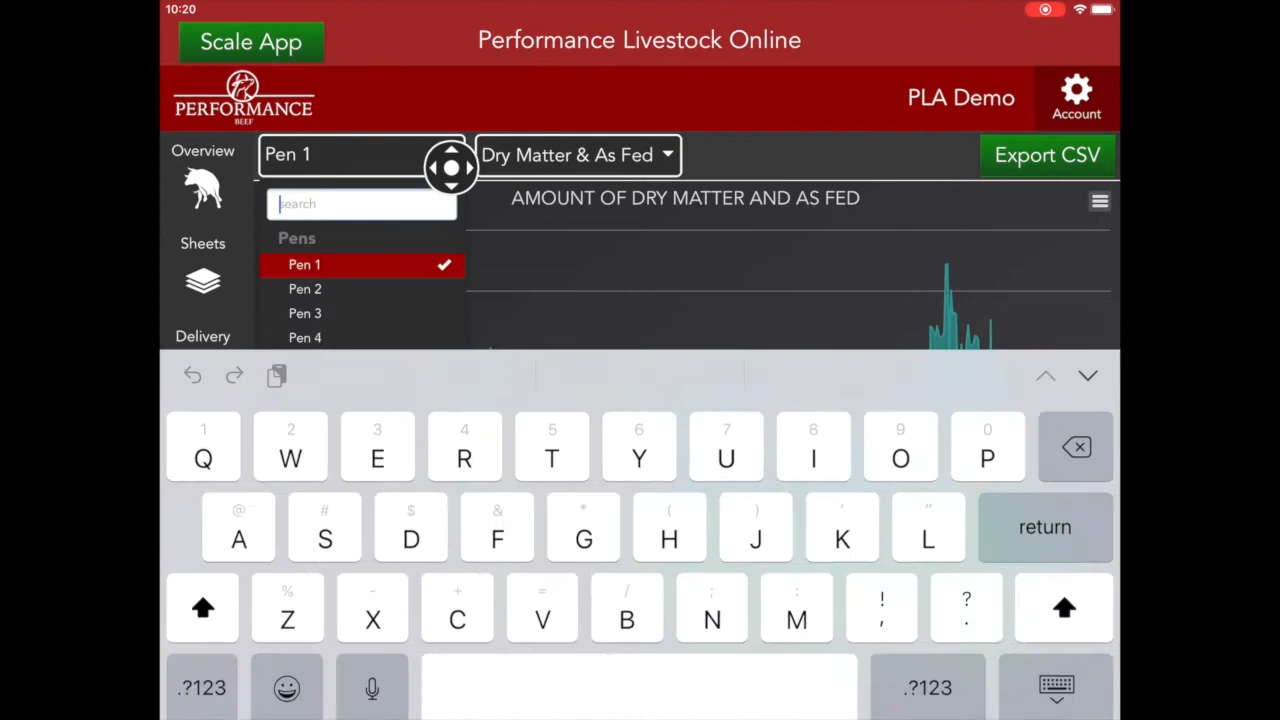 10:20
Scale App
Performance Livestock Online
PERFORMANCE
BEEF
PLA Demo
Account
Overview
Pen 1
Dry Matter & As Fed
Export CSV
search
AMOUNT OF DRY MATTER AND AS FED
Pens
Sheets
Pen 1
Pen 2
Pen 3
Delivery
Pen 4
1 2 3 4 5 6 7 8 9 0
Q W E R T Y U I O P
@ # $ & * ( ) ' "
A S D F G H J K L return
% - + = / ; : ! ?
Z X C V B N M , .
.?123 .?123